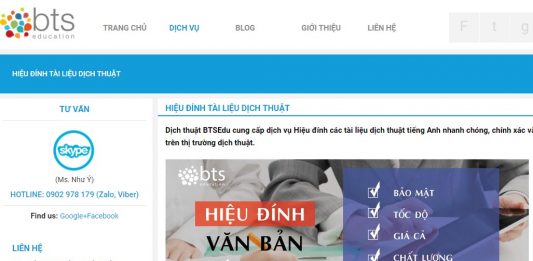 bts
education
TRANG CHỦ DỊCH VỤ BLOG GIỚI THIỆU LIÊN HỆ
F t g
HIỆU ĐÍNH TÀI LIỆU DỊCH THUẬT
TƯ VẤN
skype
(Ms. Như Ý)
HOTLINE: 0902 978 179 (Zalo, Viber)
Find us: Google+Facebook
LIÊN HỆ
HIỆU ĐÍNH TÀI LIỆU DỊCH THUẬT
Dịch thuật BTSEdu cung cấp dịch vụ Hiệu đính các tài liệu dịch thuật tiếng Anh nhanh chóng, chính xác
trên thị trường dịch thuật.
bts
education
HIỆU ĐÍNH
VĂN BẢN
BẢO MẬT
TỐC ĐỘ
GIÁ CẢ
CHẤT LƯỢNG